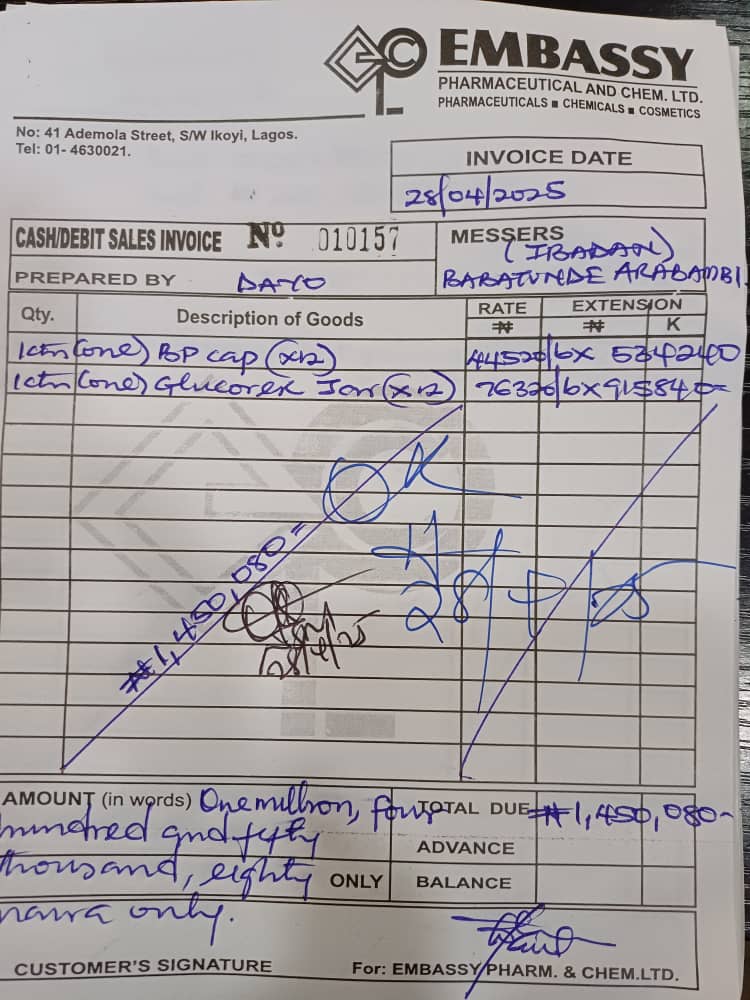 EMBASSY
PHARMACEUTICAL AND CHEM. LTD.
PHARMACEUTICALS ■ CHEMICALS ■ COSMETICS
No: 41 Ademola Street, S/W Ikoyi, Lagos.
Tel: 01- 4630021.
INVOICE DATE
28/04/2025
CASH/DEBIT SALES INVOICE Nº 010157
MESSERS (IBADAN)
PREPARED BY DAYO
BABATUNDE ARABAMBI.
Qty. Description of Goods RATE ₦ EXTENSION ₦ K
1ctn (one) BP cap (x12) 44520/bx 534240
1ctn (one) Glucorex Jar (x12) 76320/bx 915840=
OK
₦1,450,080=
28/4/25
28/4/25
AMOUNT (in words) One million, four
hundred and fifty
thousand, eighty ONLY
naira only.
TOTAL DUE ₦1,450,080-
ADVANCE
BALANCE
CUSTOMER'S SIGNATURE
For: EMBASSY PHARM. & CHEM.LTD.